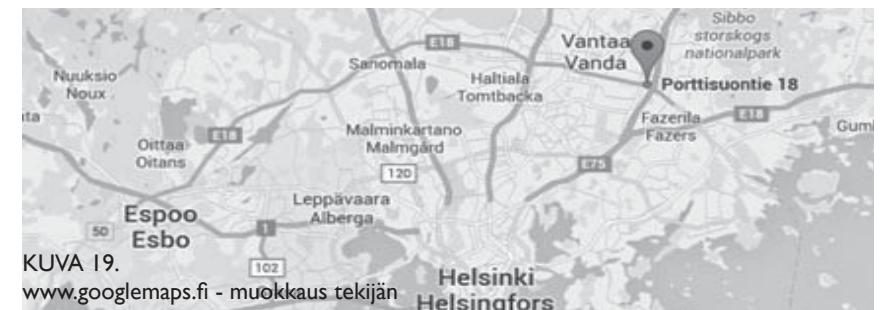 Sibbo
storskogs
nationalpark
Vantaa
Vanda
E18
Sanomala
Nuuksio
Noux
Haltiala
Tomtbacka
Porttisuontie 18
Fazerila
Fazers
E18
Oittaa
Oitans
E18
Malminkartano
Malmgård
120
E75
Leppävaara
Alberga
Espoo
Esbo
50
1
102
Helsinki
Helsingfors
KUVA 19.
www.googlemaps.fi - muokkaus tekijän